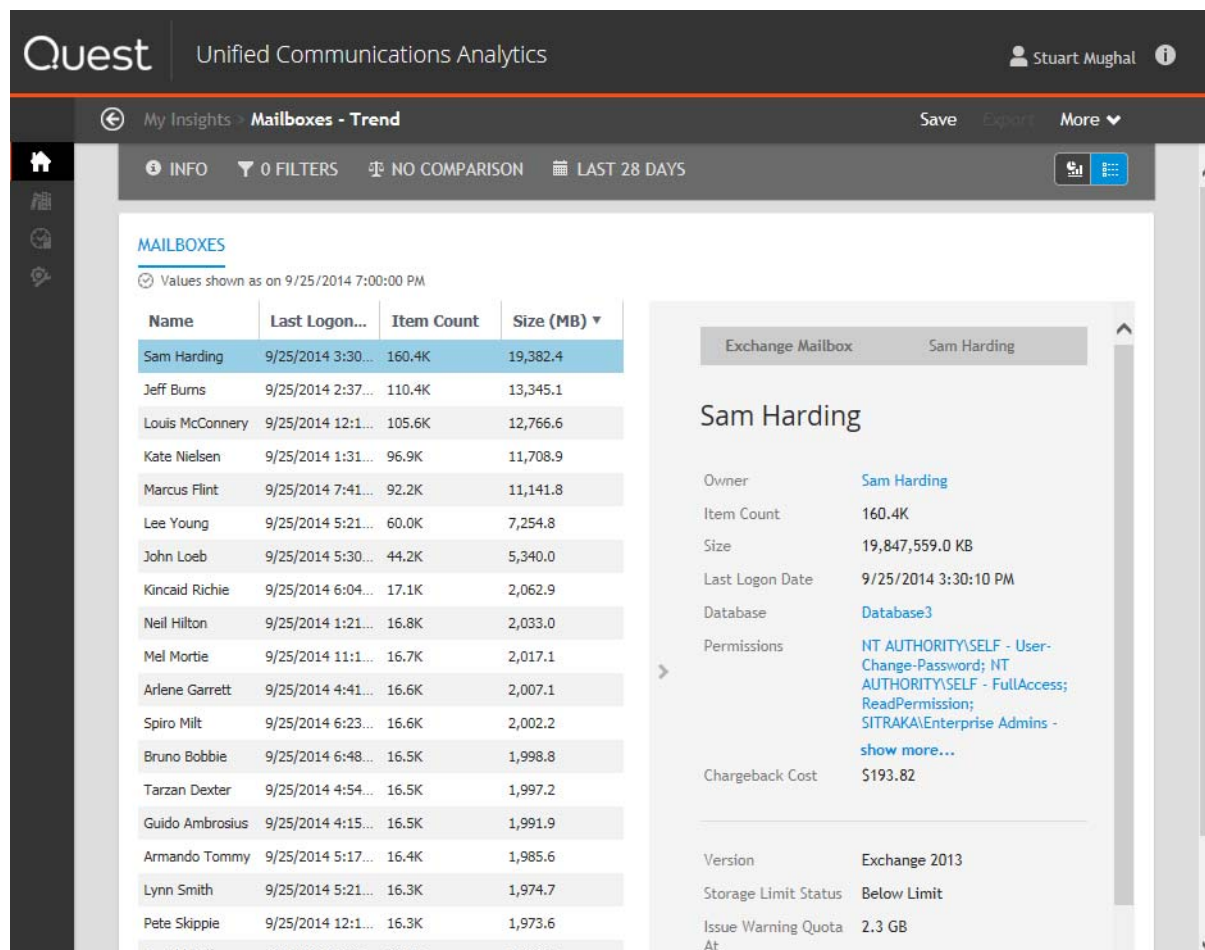 Quest Unified Communications Analytics Stuart Mughal
My Insights > Mailboxes - Trend Save Export More
INFO 0 FILTERS NO COMPARISON LAST 28 DAYS
MAILBOXES
Values shown as on 9/25/2014 7:00:00 PM
Name Last Logon... Item Count Size (MB) ▼
Sam Harding 9/25/2014 3:30... 160.4K 19,382.4
Jeff Burns 9/25/2014 2:37... 110.4K 13,345.1
Louis McConnery 9/25/2014 12:1... 105.6K 12,766.6
Kate Nielsen 9/25/2014 1:31... 96.9K 11,708.9
Marcus Flint 9/25/2014 7:41... 92.2K 11,141.8
Lee Young 9/25/2014 5:21... 60.0K 7,254.8
John Loeb 9/25/2014 5:30... 44.2K 5,340.0
Kincaid Richie 9/25/2014 6:04... 17.1K 2,062.9
Neil Hilton 9/25/2014 1:21... 16.8K 2,033.0
Mel Mortie 9/25/2014 11:1... 16.7K 2,017.1
Arlene Garrett 9/25/2014 4:41... 16.6K 2,007.1
Spiro Milt 9/25/2014 6:23... 16.6K 2,002.2
Bruno Bobbie 9/25/2014 6:48... 16.5K 1,998.8
Tarzan Dexter 9/25/2014 4:54... 16.5K 1,997.2
Guido Ambrosius 9/25/2014 4:15... 16.5K 1,991.9
Armando Tommy 9/25/2014 5:17... 16.4K 1,985.6
Lynn Smith 9/25/2014 5:21... 16.3K 1,974.7
Pete Skippie 9/25/2014 12:1... 16.3K 1,973.6
Exchange Mailbox Sam Harding
Sam Harding
Owner Sam Harding
Item Count 160.4K
Size 19,847,559.0 KB
Last Logon Date 9/25/2014 3:30:10 PM
Database Database3
Permissions NT AUTHORITY\SELF - User-
Change-Password; NT
AUTHORITY\SELF - FullAccess;
ReadPermission;
SITRAKA\Enterprise Admins -
show more...
Chargeback Cost $193.82
Version Exchange 2013
Storage Limit Status Below Limit
Issue Warning Quota 2.3 GB
At